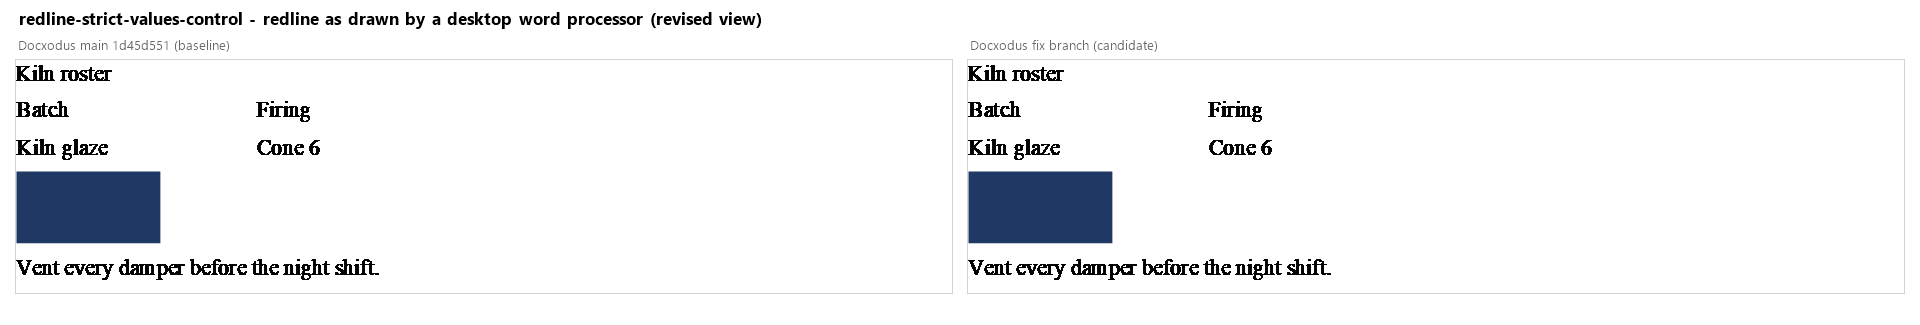 redline-strict-values-control - redline as drawn by a desktop word processor (revised view)
Docxodus main 1d45d551 (baseline)
Kiln roster
Batch Firing
Kiln glaze Cone 6
Vent every damper before the night shift.
Docxodus fix branch (candidate)
Kiln roster
Batch Firing
Kiln glaze Cone 6
Vent every damper before the night shift.